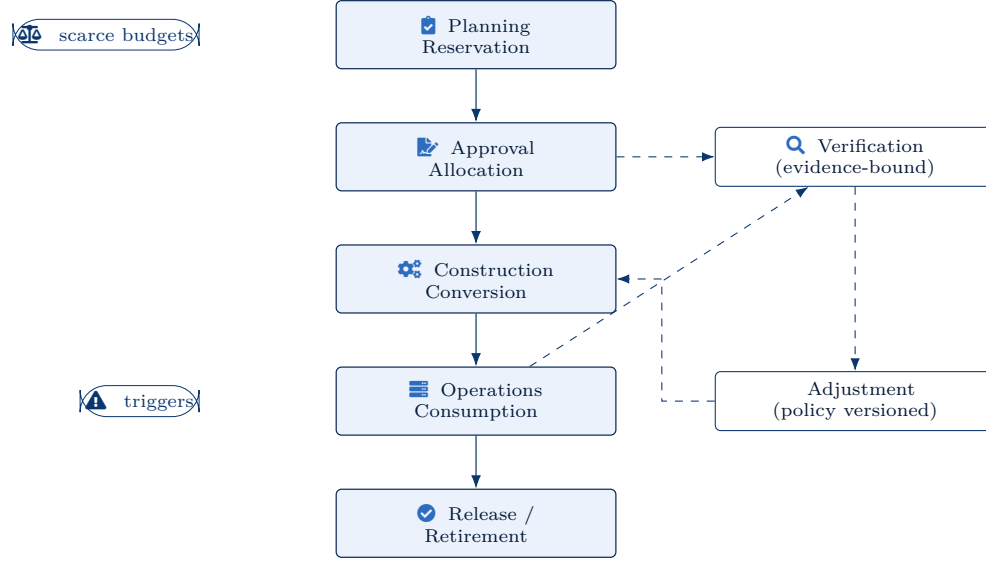 scarce budgets
Planning
Reservation
Approval
Allocation
Verification
(evidence-bound)
Construction
Conversion
triggers
Operations
Consumption
Adjustment
(policy versioned)
Release /
Retirement